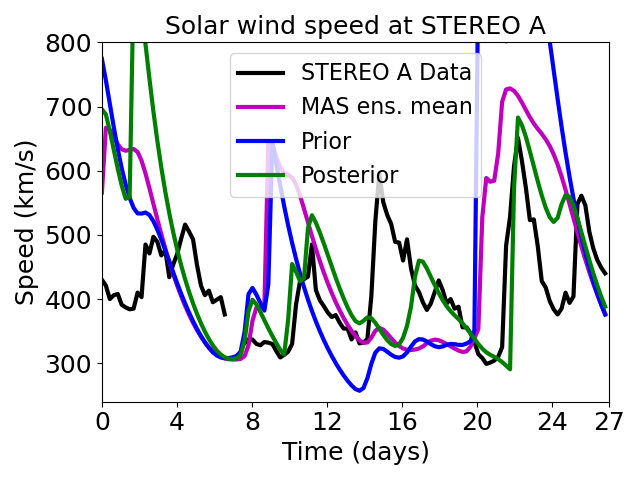 Solar wind speed at STEREO A
800
700
600
500
400
300
Speed (km/s)
STEREO A Data
MAS ens. mean
Prior
Posterior
0 4 8 12 16 20 24 27
Time (days)